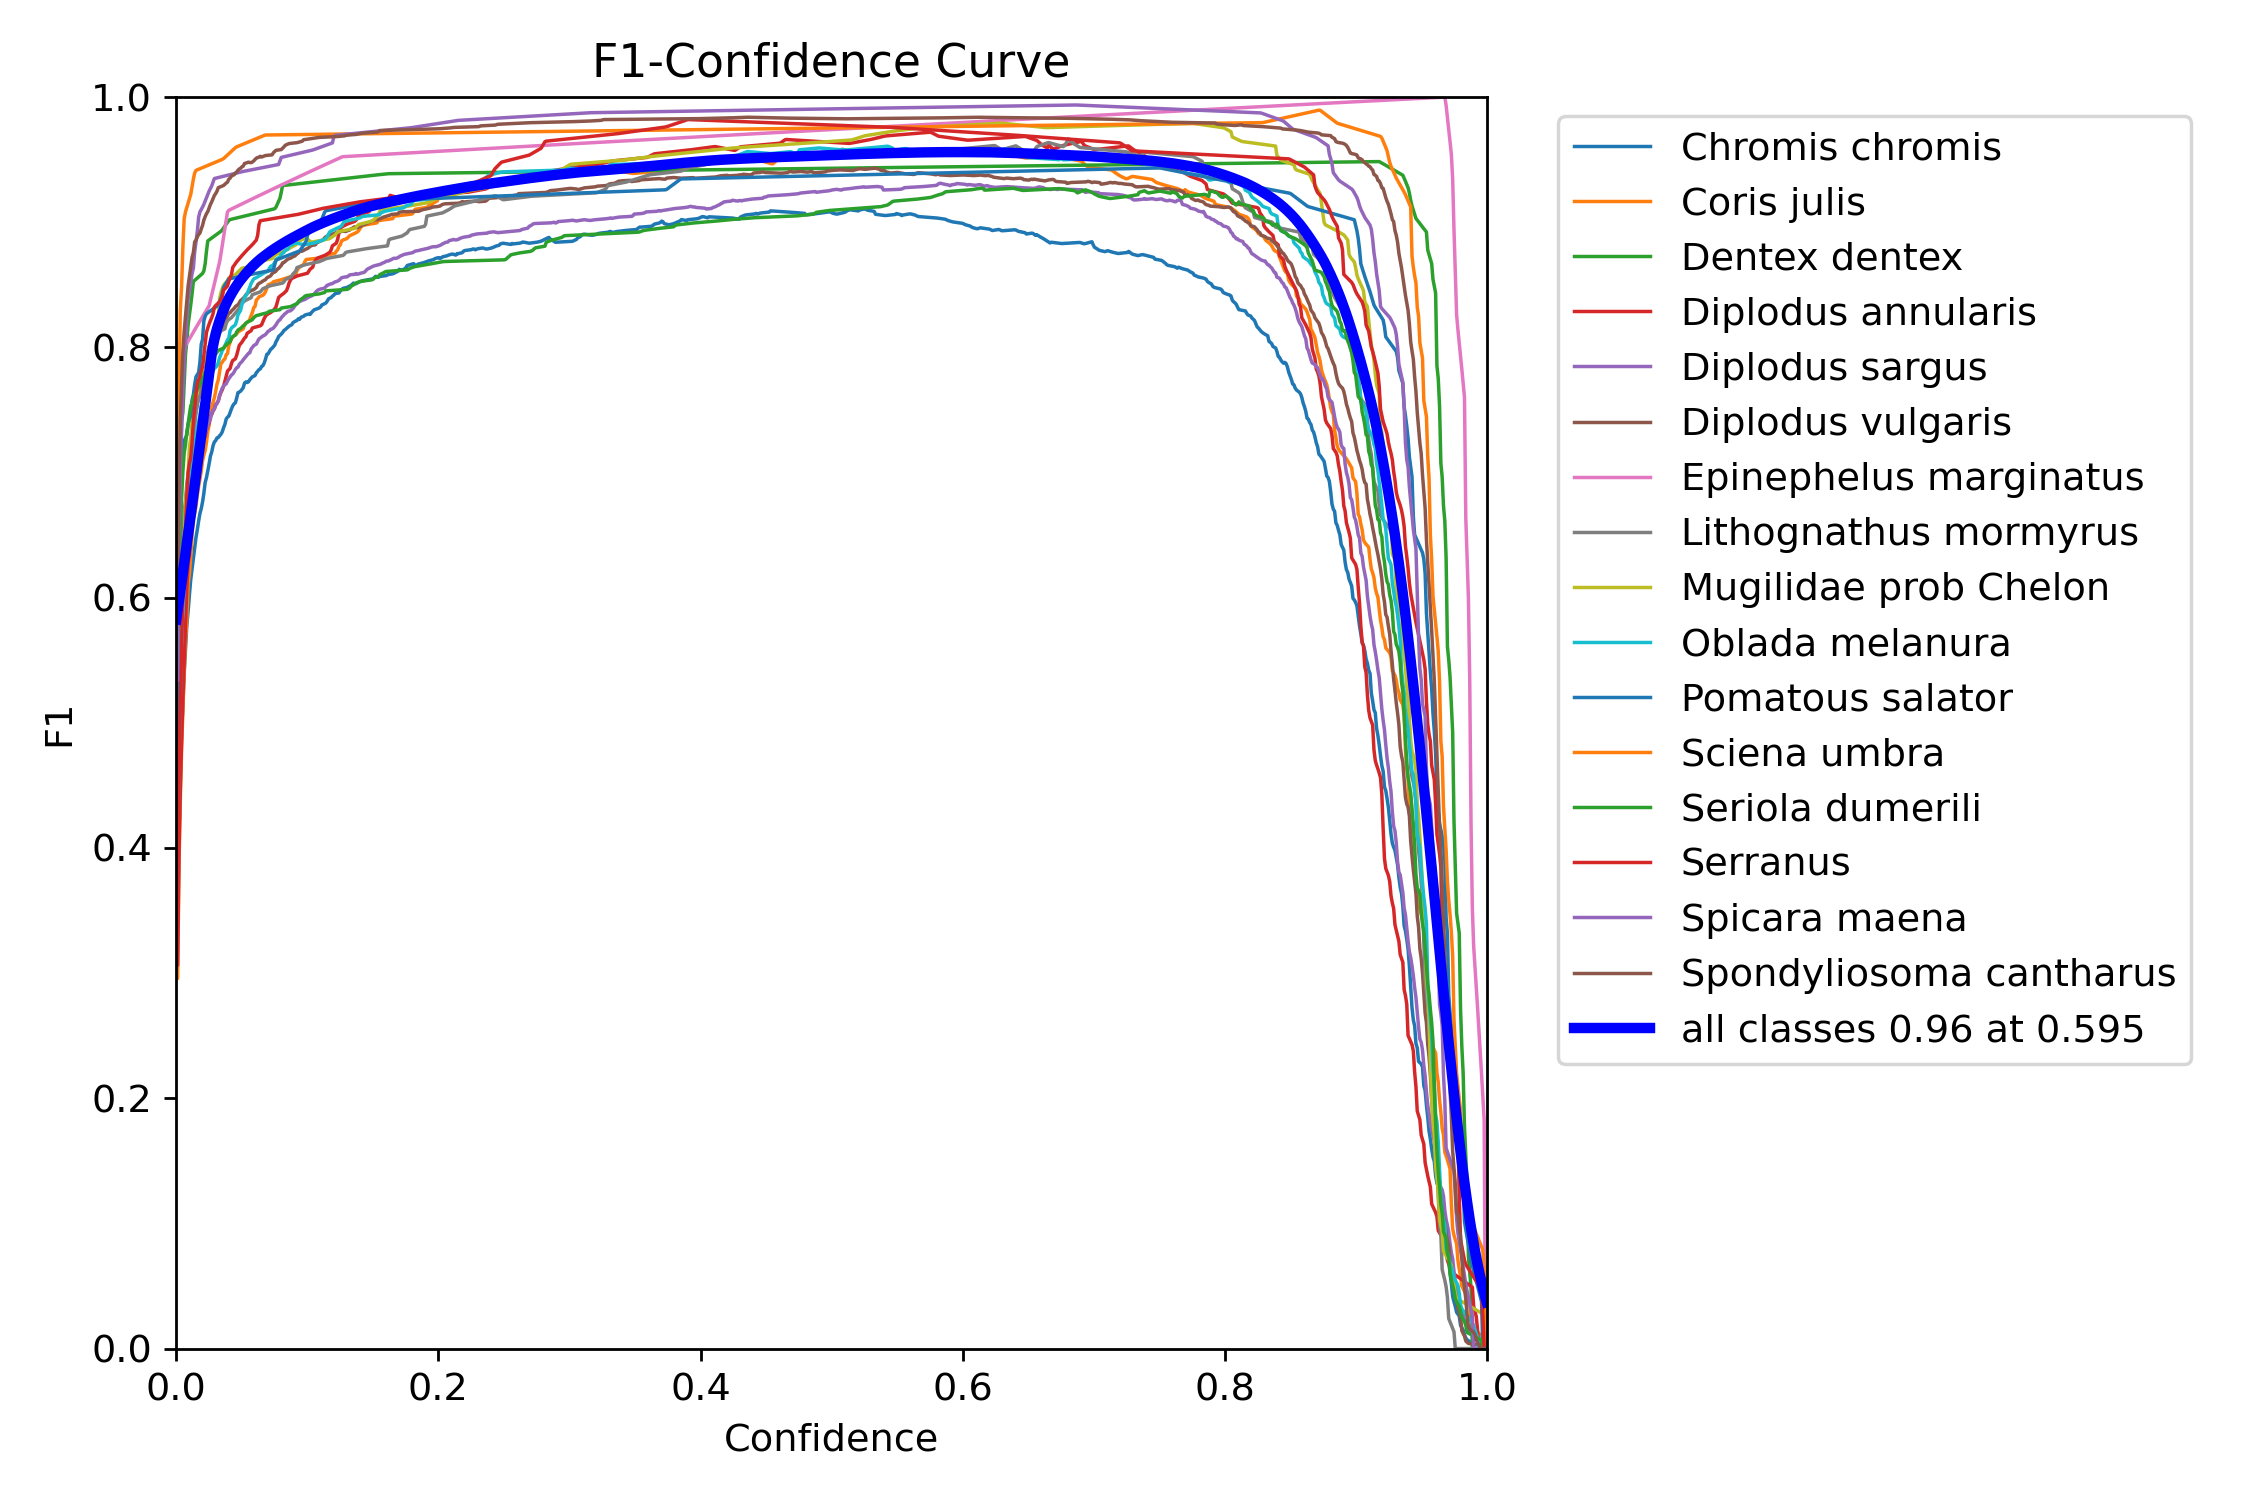 F1-Confidence Curve
1.0
0.8
0.6
0.4
0.2
0.0
F1
0.0 0.2 0.4 0.6 0.8 1.0
Confidence
Chromis chromis
Coris julis
Dentex dentex
Diplodus annularis
Diplodus sargus
Diplodus vulgaris
Epinephelus marginatus
Lithognathus mormyrus
Mugilidae prob Chelon
Oblada melanura
Pomatous salator
Sciena umbra
Seriola dumerili
Serranus
Spicara maena
Spondyliosoma cantharus
all classes 0.96 at 0.595